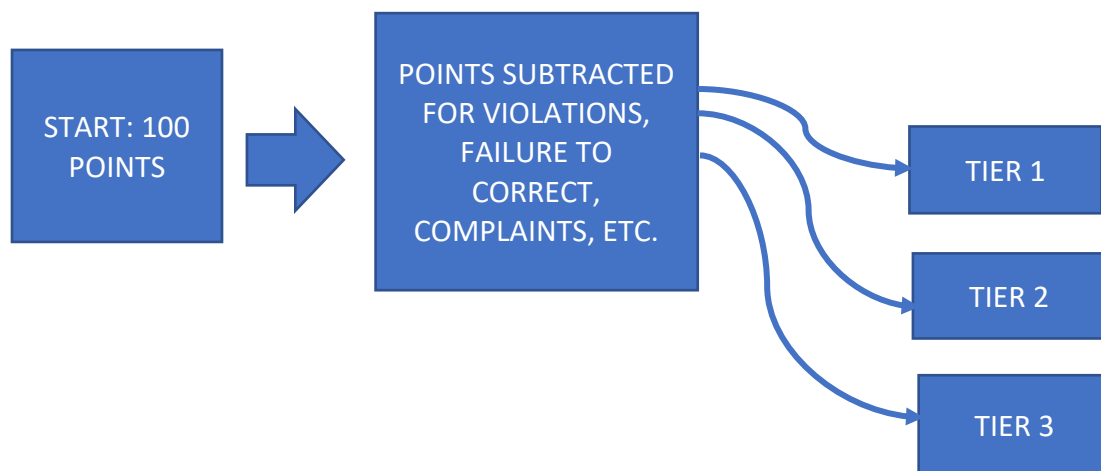 START: 100
POINTS
POINTS SUBTRACTED
FOR VIOLATIONS,
FAILURE TO
CORRECT,
COMPLAINTS, ETC.
TIER 1
TIER 2
TIER 3